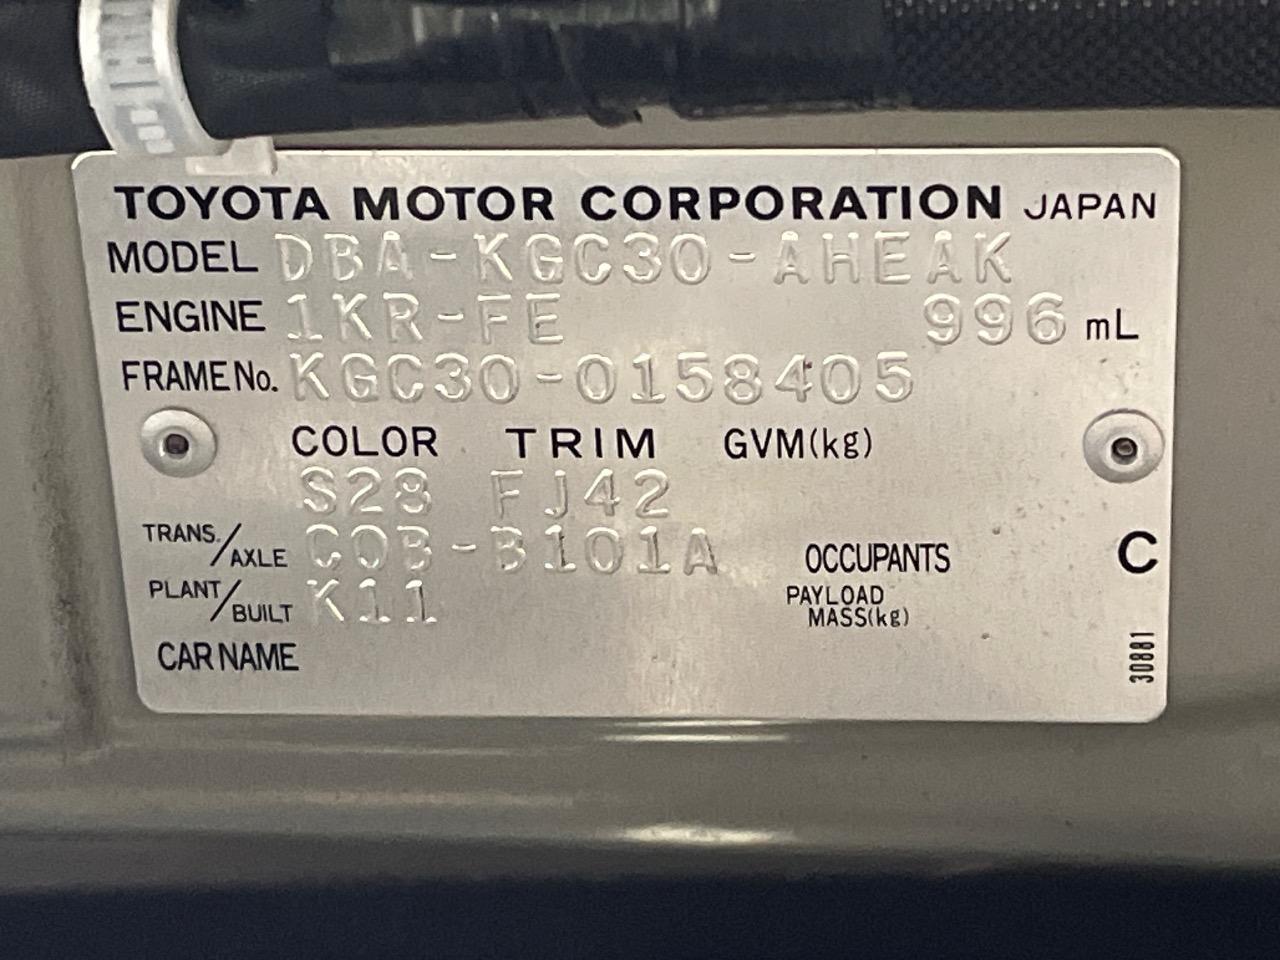 TOYOTA MOTOR CORPORATION JAPAN
MODEL DBA-KGC30-AHEAK
ENGINE 1KR-FE 996 mL
FRAME No. KGC30-0158405
COLOR TRIM GVM(kg)
S28 FJ42
TRANS./AXLE C0B-B101A OCCUPANTS C
PLANT/BUILT K11 PAYLOAD MASS(kg)
CAR NAME
30881